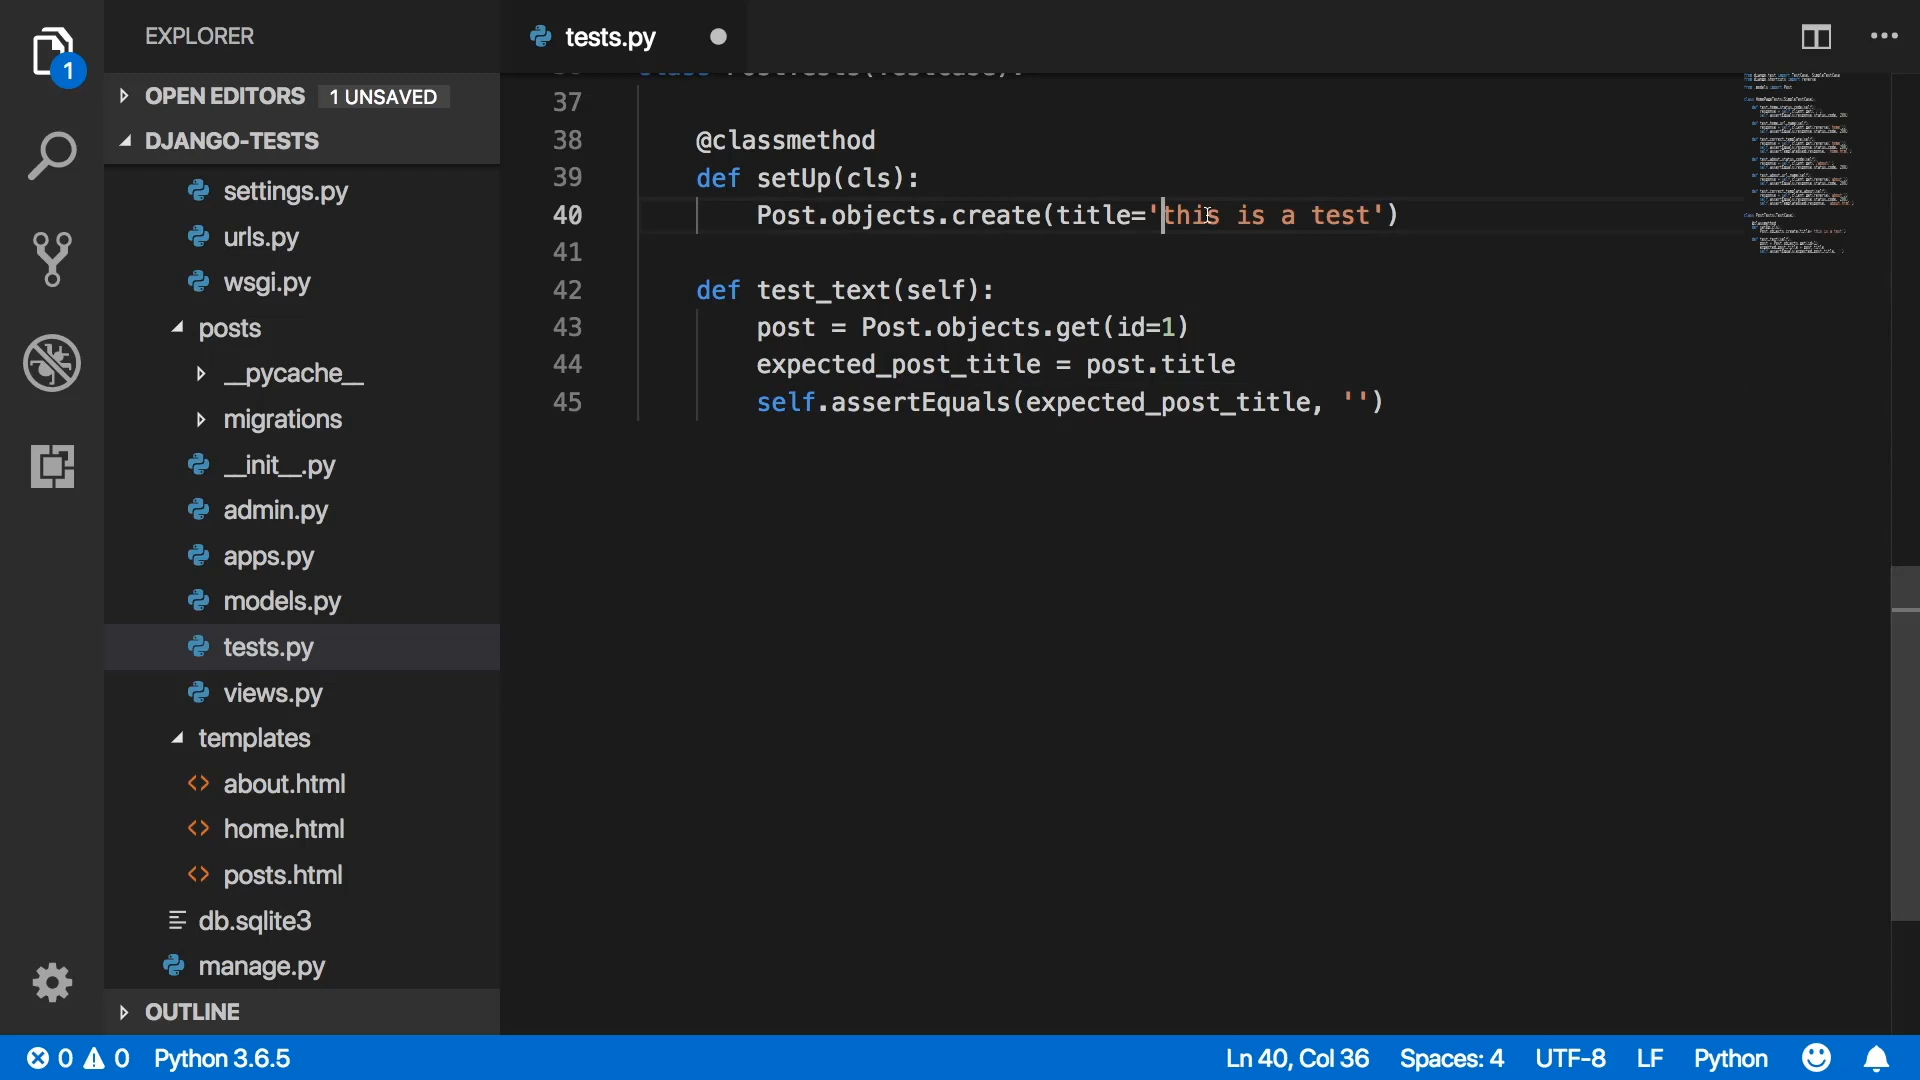 EXPLORER
1
OPEN EDITORS 1 UNSAVED
DJANGO-TESTS
settings.py
urls.py
wsgi.py
posts
__pycache__
migrations
__init__.py
admin.py
apps.py
models.py
tests.py
views.py
templates
about.html
home.html
posts.html
db.sqlite3
manage.py
OUTLINE
tests.py
37
38 @classmethod
39 def setUp(cls):
40 Post.objects.create(title='this is a test')
41
42 def test_text(self):
43 post = Post.objects.get(id=1)
44 expected_post_title = post.title
45 self.assertEquals(expected_post_title, '')
0 0 Python 3.6.5
Ln 40, Col 36 Spaces: 4 UTF-8 LF Python